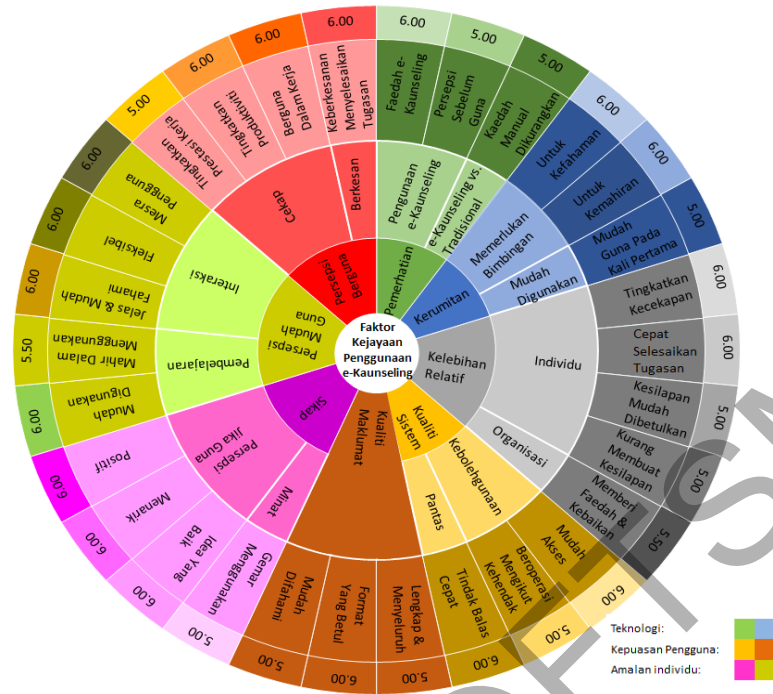 Faktor
Kejayaan
Penggunaan
e-Kaunseling
Pemerhatian
Pengunaan
e-Kaunseling
Faedah e-
Kaunseling
6.00
Persepsi
Sebelum
Guna
5.00
e-Kaunseling vs.
Tradisional
Kaedah
Manual
Dikurangkan
5.00
Kerumitan
Memerlukan
Bimbingan
Untuk
Kefahaman
6.00
Untuk
Kemahiran
6.00
Mudah
Digunakan
Mudah
Guna Pada
Kali Pertama
5.00
Kelebihan
Relatif
Individu
Tingkatkan
Kecekapan
6.00
Cepat
Selesaikan
Tugasan
6.00
Kesilapan
Mudah
Dibetulkan
5.00
Kurang
Membuat
Kesilapan
5.00
Organisasi
Memberi
Faedah &
Kebaikan
5.50
Kualiti
Sistem
Kebolehgunaan
Mudah
Akses
6.00
Beroperasi
Mengikut
Kehendak
5.00
Pantas
Tindak Balas
Cepat
6.00
Kualiti
Maklumat
Lengkap &
Menyeluruh
5.00
Format
Yang Betul
6.00
Mudah
Difahami
5.00
Sikap
Minat
Gemar
Menggunakan
5.00
Persepsi
Jika Guna
Idea Yang
Baik
6.00
Menarik
6.00
Positif
6.00
Persepsi
Mudah
Guna
Pembelajaran
Mudah
Digunakan
6.00
Mahir Dalam
Menggunakan
5.50
Interaksi
Jelas & Mudah
Fahami
6.00
Fleksibel
6.00
Mesra
Pengguna
6.00
Persepsi
Berguna
Cekap
Tingkatkan
Prestasi Kerja
5.00
Tingkatkan
Produktiviti
6.00
Berguna
Dalam Kerja
6.00
Berkesan
Keberkesanan
Menyelesaikan
Tugasan
6.00
Teknologi:
Kepuasan Pengguna:
Amalan individu: